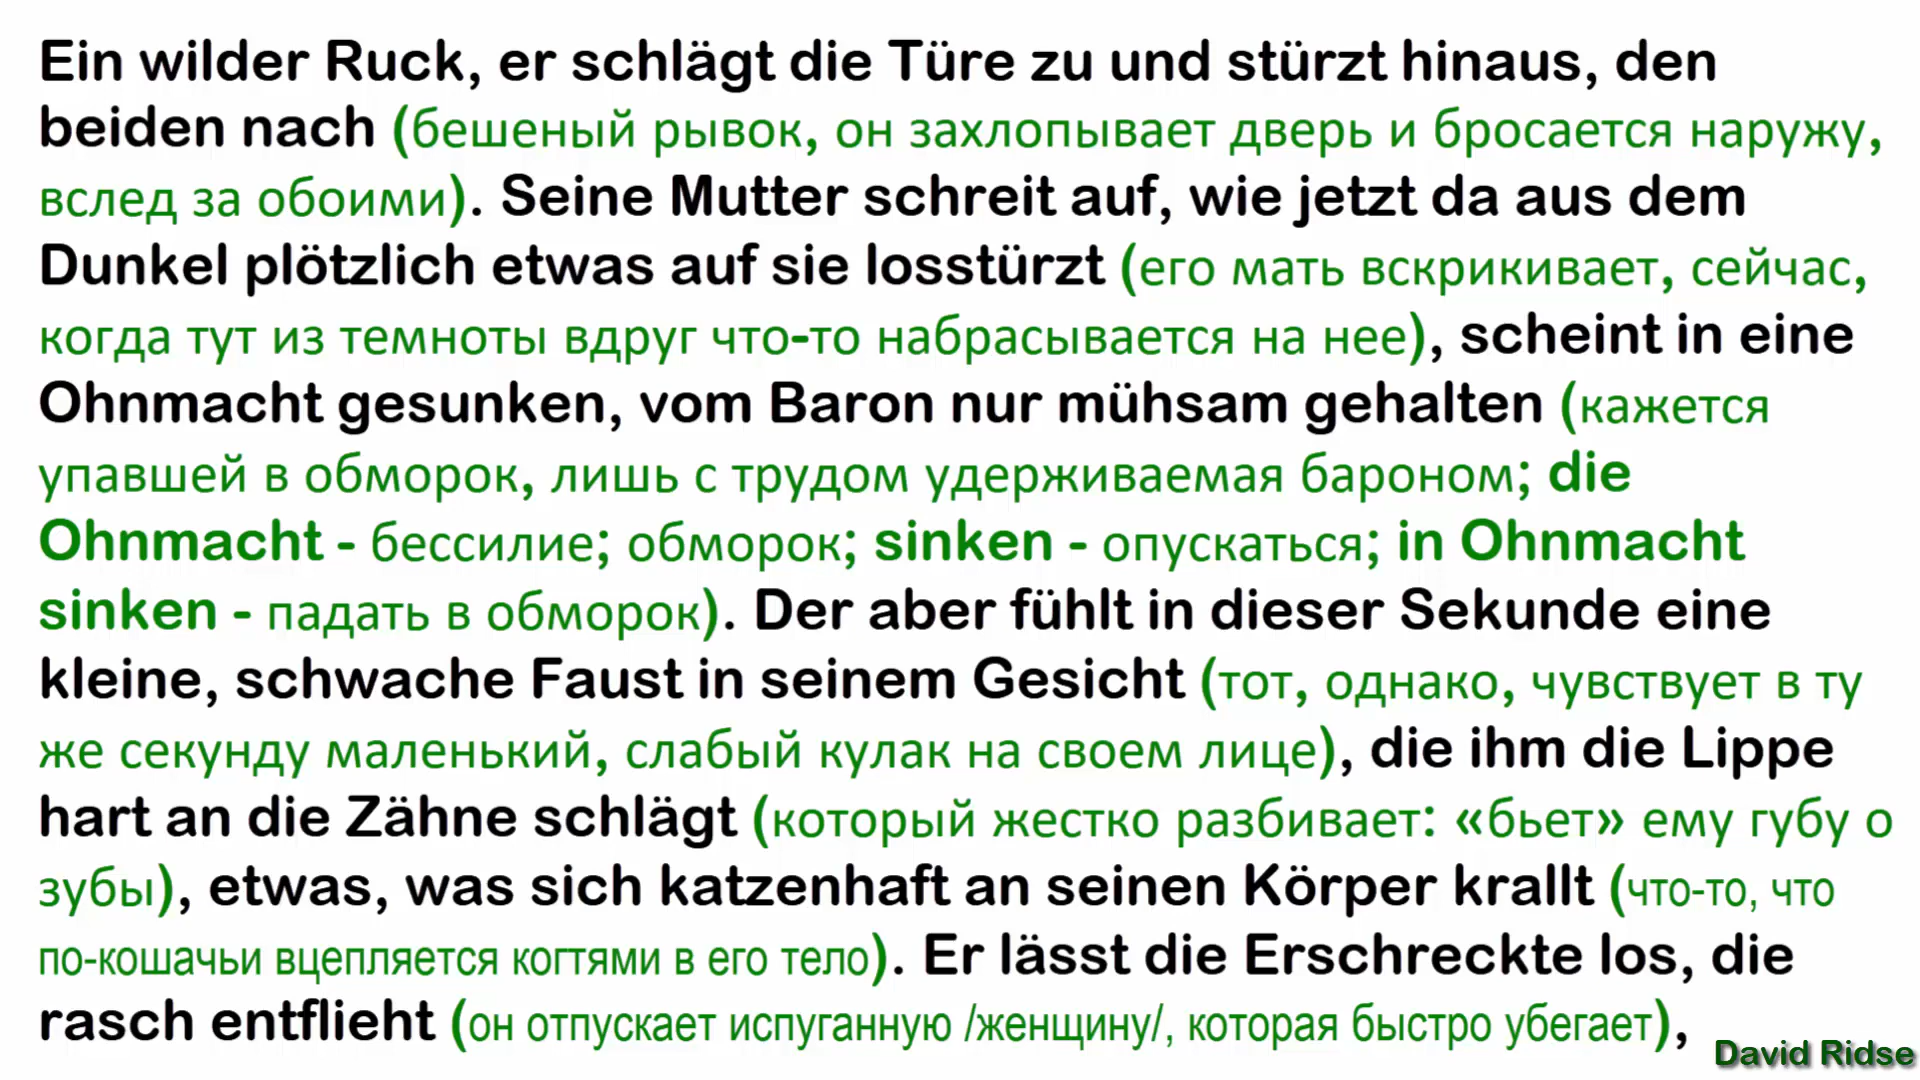 Ein wilder Ruck, er schlägt die Türe zu und stürzt hinaus, den
beiden nach (бешеный рывок, он захлопывает дверь и бросается наружу,
вслед за обоими). Seine Mutter schreit auf, wie jetzt da aus dem
Dunkel plötzlich etwas auf sie losstürzt (его мать вскрикивает, сейчас,
когда тут из темноты вдруг что-то набрасывается на нее), scheint in eine
Ohnmacht gesunken, vom Baron nur mühsam gehalten (кажется
упавшей в обморок, лишь с трудом удерживаемая бароном; die
Ohnmacht - бессилие; обморок; sinken - опускаться; in Ohnmacht
sinken - падать в обморок). Der aber fühlt in dieser Sekunde eine
kleine, schwache Faust in seinem Gesicht (тот, однако, чувствует в ту
же секунду маленький, слабый кулак на своем лице), die ihm die Lippe
hart an die Zähne schlägt (который жестко разбивает: «бьет» ему губу о
зубы), etwas, was sich katzenhaft an seinen Körper krallt (что-то, что
по-кошачьи вцепляется когтями в его тело). Er lässt die Erschreckte los, die
rasch entflieht (он отпускает испуганную /женщину/, которая быстро убегает),
David Ridse